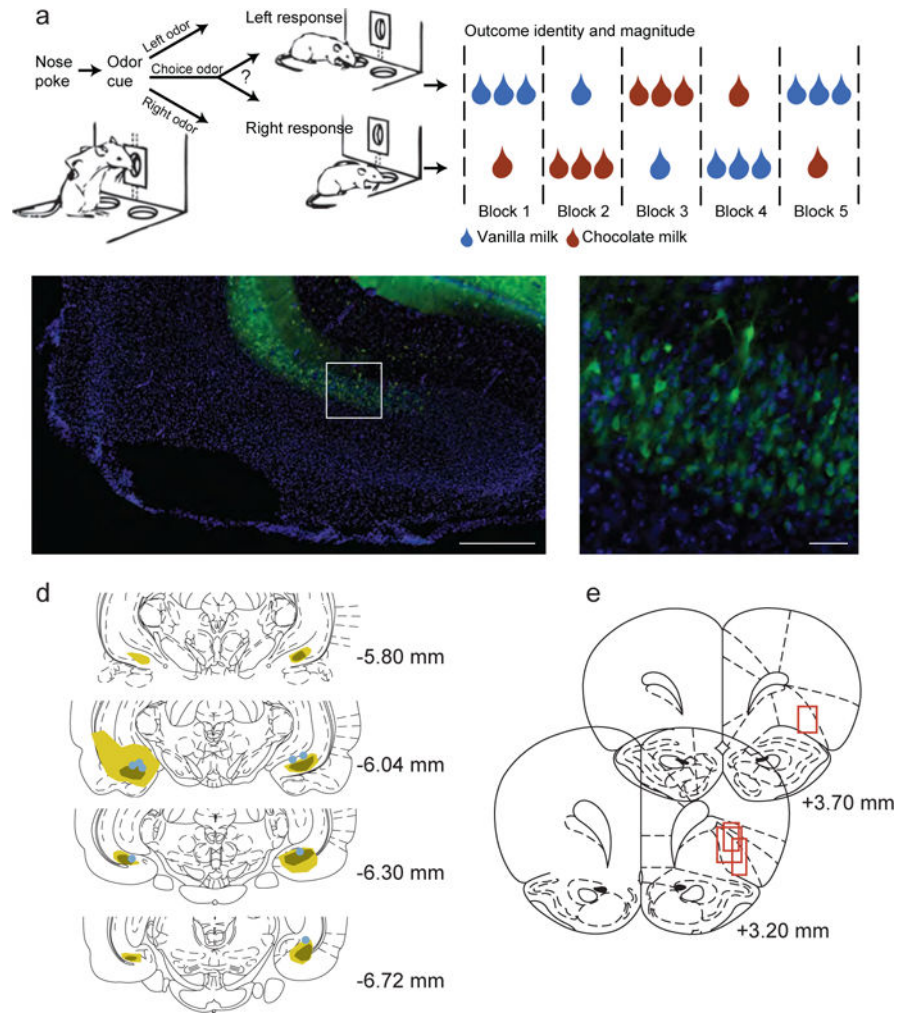 a
Nose
poke
Odor
cue
Left odor
Choice odor
Right odor
?
Left response
Right response
Outcome identity and magnitude
Block 1
Block 2
Block 3
Block 4
Block 5
Vanilla milk
Chocolate milk
d
-5.80 mm
-6.04 mm
-6.30 mm
-6.72 mm
e
+3.70 mm
+3.20 mm